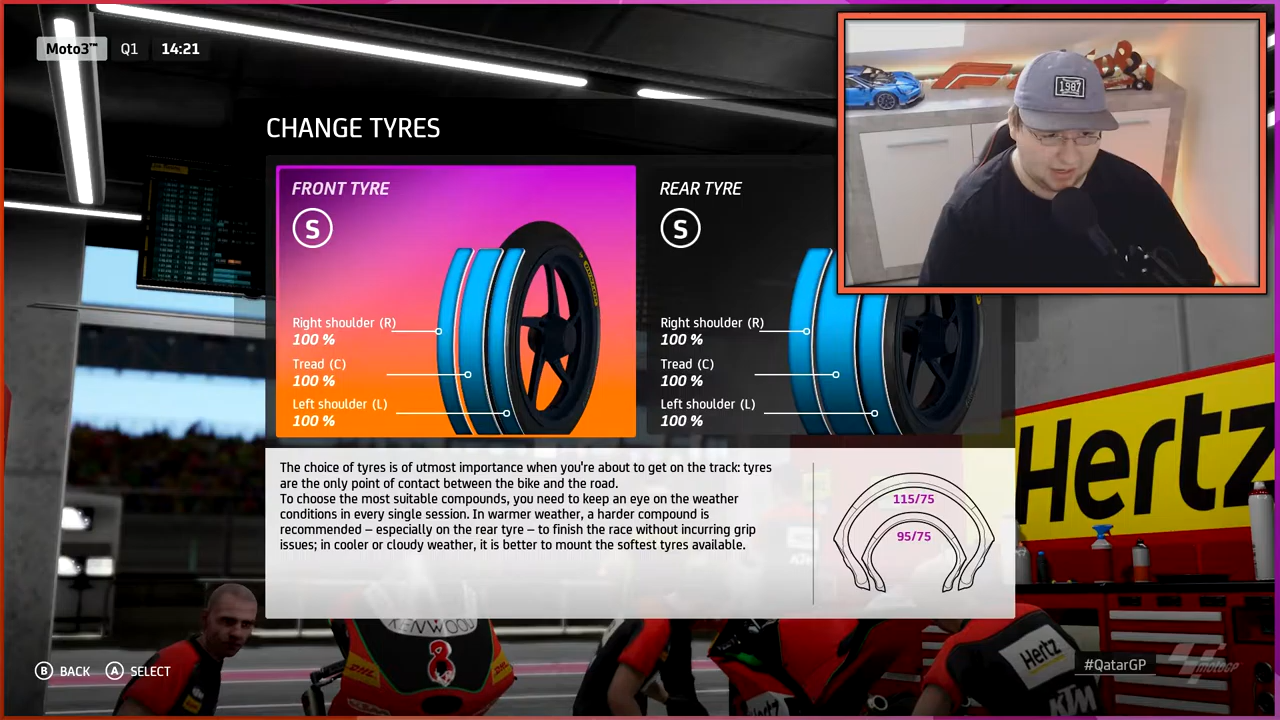 Moto3™ Q1 14:21
1987
CHANGE TYRES
FRONT TYRE
S
Right shoulder (R)
100 %
Tread (C)
100 %
Left shoulder (L)
100 %
REAR TYRE
S
Right shoulder (R)
100 %
Tread (C)
100 %
Left shoulder (L)
100 %
The choice of tyres is of utmost importance when you're about to get on the track: tyres
are the only point of contact between the bike and the road.
To choose the most suitable compounds, you need to keep an eye on the weather
conditions in every single session. In warmer weather, a harder compound is
recommended – especially on the rear tyre – to finish the race without incurring grip
issues; in cooler or cloudy weather, it is better to mount the softest tyres available.
115/75
95/75
Hertz
KENWOOD
8
DHL
Hertz
KTM
B BACK A SELECT
#QatarGP
MotoGP